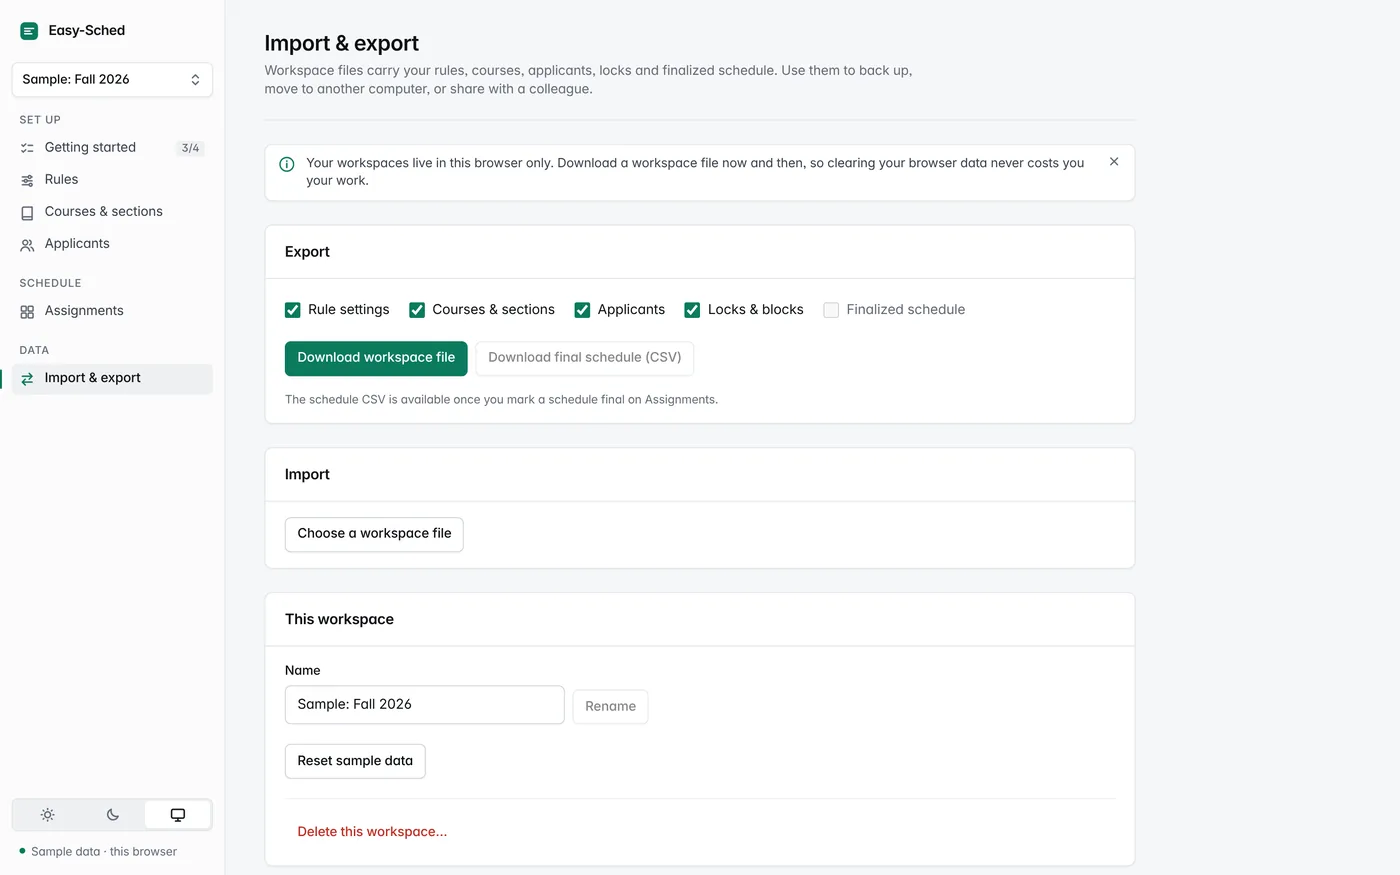 Easy-Sched
Sample: Fall 2026
SET UP
Getting started 3/4
Rules
Courses & sections
Applicants
SCHEDULE
Assignments
DATA
Import & export
Sample data · this browser
Import & export
Workspace files carry your rules, courses, applicants, locks and finalized schedule. Use them to back up,
move to another computer, or share with a colleague.
Your workspaces live in this browser only. Download a workspace file now and then, so clearing your browser data never costs you
your work.
Export
Rule settings Courses & sections Applicants Locks & blocks Finalized schedule
Download workspace file Download final schedule (CSV)
The schedule CSV is available once you mark a schedule final on Assignments.
Import
Choose a workspace file
This workspace
Name
Sample: Fall 2026 Rename
Reset sample data
Delete this workspace...